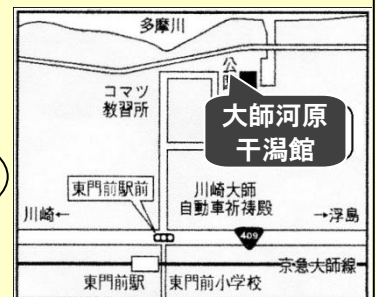 多摩川
公園
コマツ
教習所
大師河原
干潟館
東門前駅前
川崎大師
自動車祈祷殿
川崎←
→浮島
409
京急大師線
東門前駅
東門前小学校